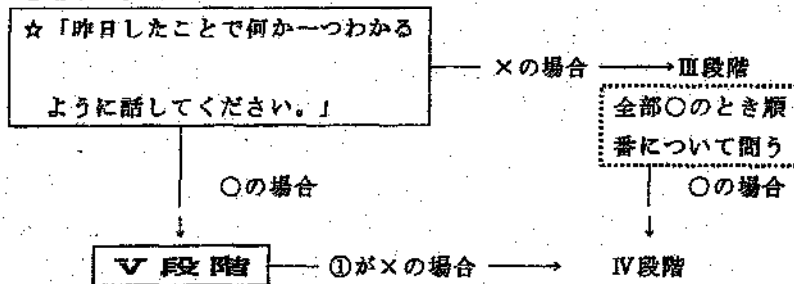 ☆「昨日したことで何か一つわかる
ように話してください。」
×の場合
Ⅲ段階
全部〇のとき順
番について問う
〇の場合
〇の場合
Ⅴ段階
①が×の場合
Ⅳ段階